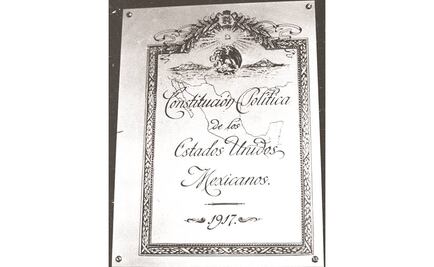 Constitución Política
de los
Estados Unidos
Mexicanos.
1917.